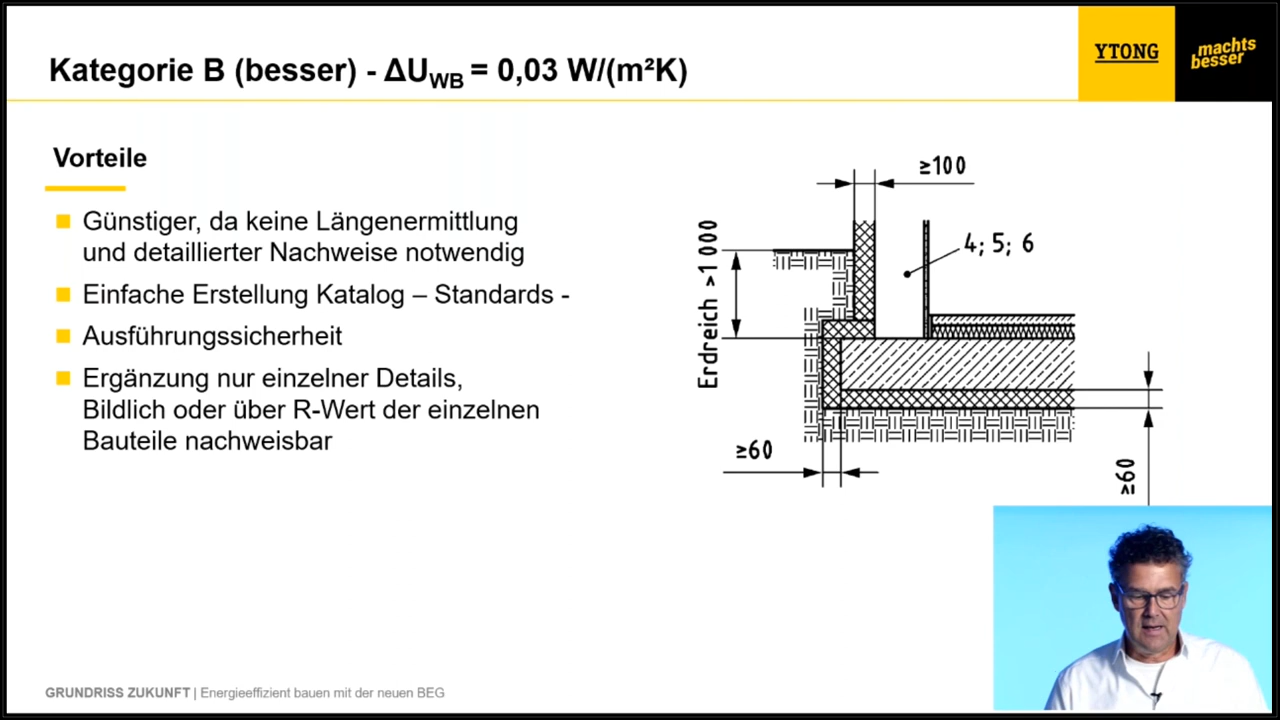 Kategorie B (besser) - ΔU_WB = 0,03 W/(m²K)
YTONG
machts
besser
Vorteile
Günstiger, da keine Längenermittlung
und detaillierter Nachweise notwendig
Einfache Erstellung Katalog – Standards -
Ausführungssicherheit
Ergänzung nur einzelner Details,
Bildlich oder über R-Wert der einzelnen
Bauteile nachweisbar
≥100
4; 5; 6
Erdreich >1 000
≥60
≥60
GRUNDRISS ZUKUNFT | Energieeffizient bauen mit der neuen BEG